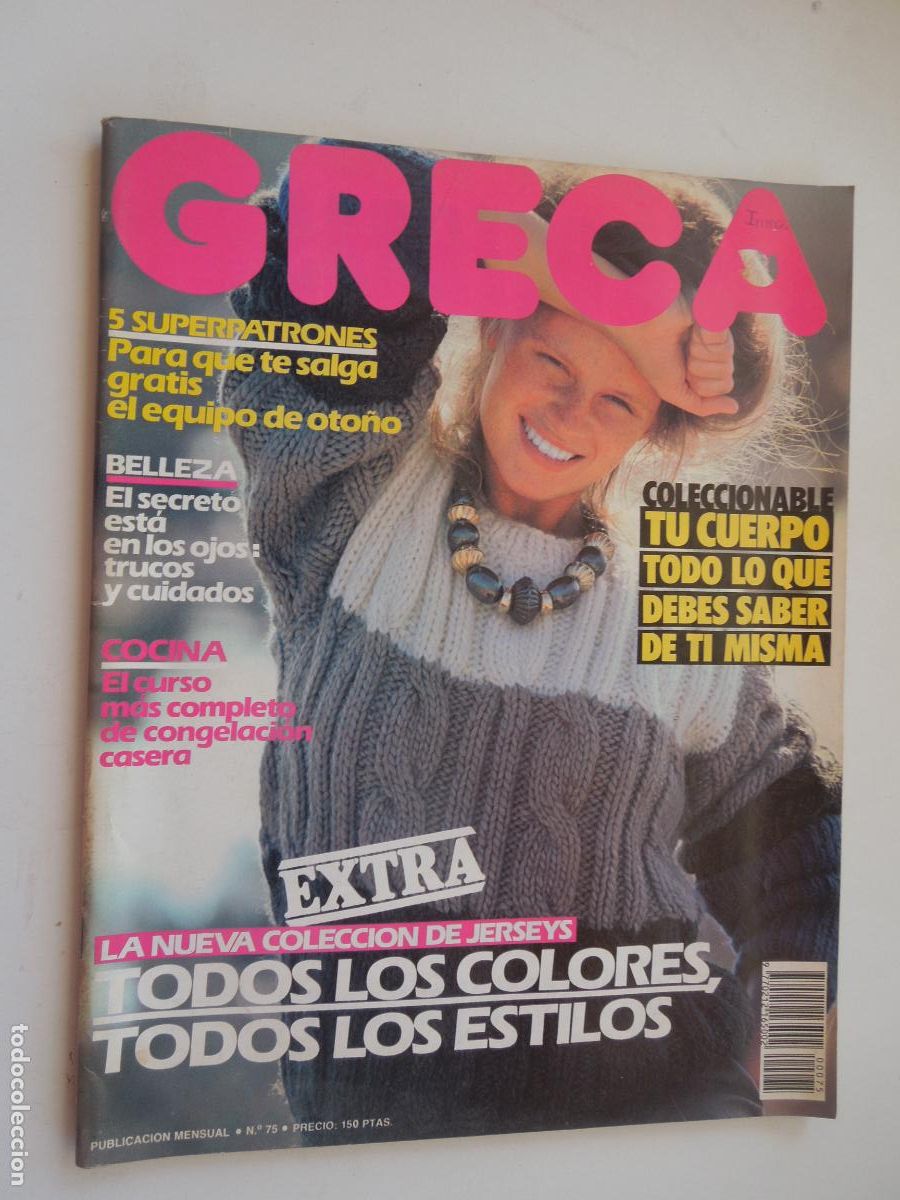 GRECA
5 SUPERPATRONES
Para que te salga
gratis
el equipo de otoño
BELLEZA
El secreto
está
en los ojos:
trucos
y cuidados
COCINA
El curso
más completo
de congelación
casera
COLECCIONABLE
TU CUERPO
TODO LO QUE
DEBES SABER
DE TI MISMA
EXTRA
LA NUEVA COLECCION DE JERSEYS
TODOS LOS COLORES,
TODOS LOS ESTILOS
00075
PUBLICACION MENSUAL • N.º 75 • PRECIO: 150 PTAS.
todocoleccion